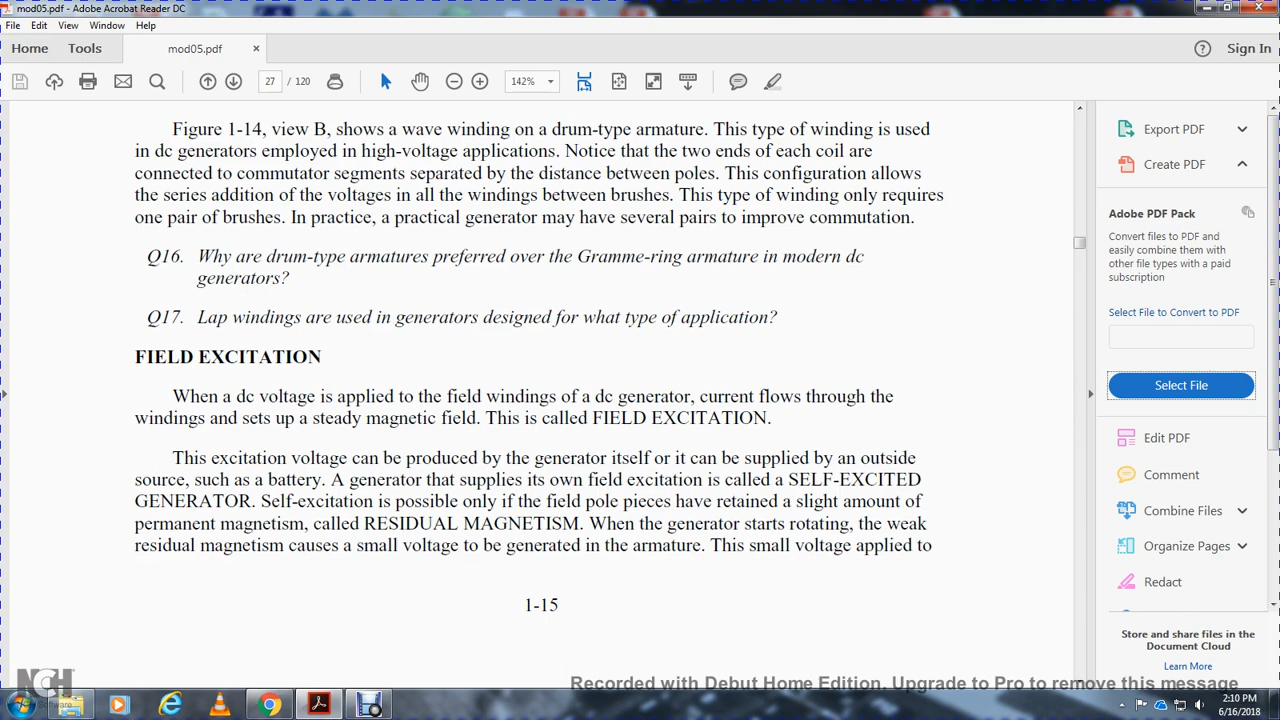 mod05.pdf - Adobe Acrobat Reader DC
File Edit View Window Help
Home Tools mod05.pdf × Sign In
27 / 120 142%
Figure 1-14, view B, shows a wave winding on a drum-type armature. This type of winding is used
in dc generators employed in high-voltage applications. Notice that the two ends of each coil are
connected to commutator segments separated by the distance between poles. This configuration allows
the series addition of the voltages in all the windings between brushes. This type of winding only requires
one pair of brushes. In practice, a practical generator may have several pairs to improve commutation.
Q16. Why are drum-type armatures preferred over the Gramme-ring armature in modern dc
generators?
Q17. Lap windings are used in generators designed for what type of application?
FIELD EXCITATION
When a dc voltage is applied to the field windings of a dc generator, current flows through the
windings and sets up a steady magnetic field. This is called FIELD EXCITATION.
This excitation voltage can be produced by the generator itself or it can be supplied by an outside
source, such as a battery. A generator that supplies its own field excitation is called a SELF-EXCITED
GENERATOR. Self-excitation is possible only if the field pole pieces have retained a slight amount of
permanent magnetism, called RESIDUAL MAGNETISM. When the generator starts rotating, the weak
residual magnetism causes a small voltage to be generated in the armature. This small voltage applied to
1-15
Export PDF
Create PDF
Adobe PDF Pack
Convert files to PDF and
easily combine them with
other file types with a paid
subscription
Select File to Convert to PDF
Select File
Edit PDF
Comment
Combine Files
Organize Pages
Redact
Store and share files in the
Document Cloud
Learn More
NCH
Software
Recorded with Debut Home Edition. Upgrade to Pro to remove this message
2:10 PM
6/16/2018